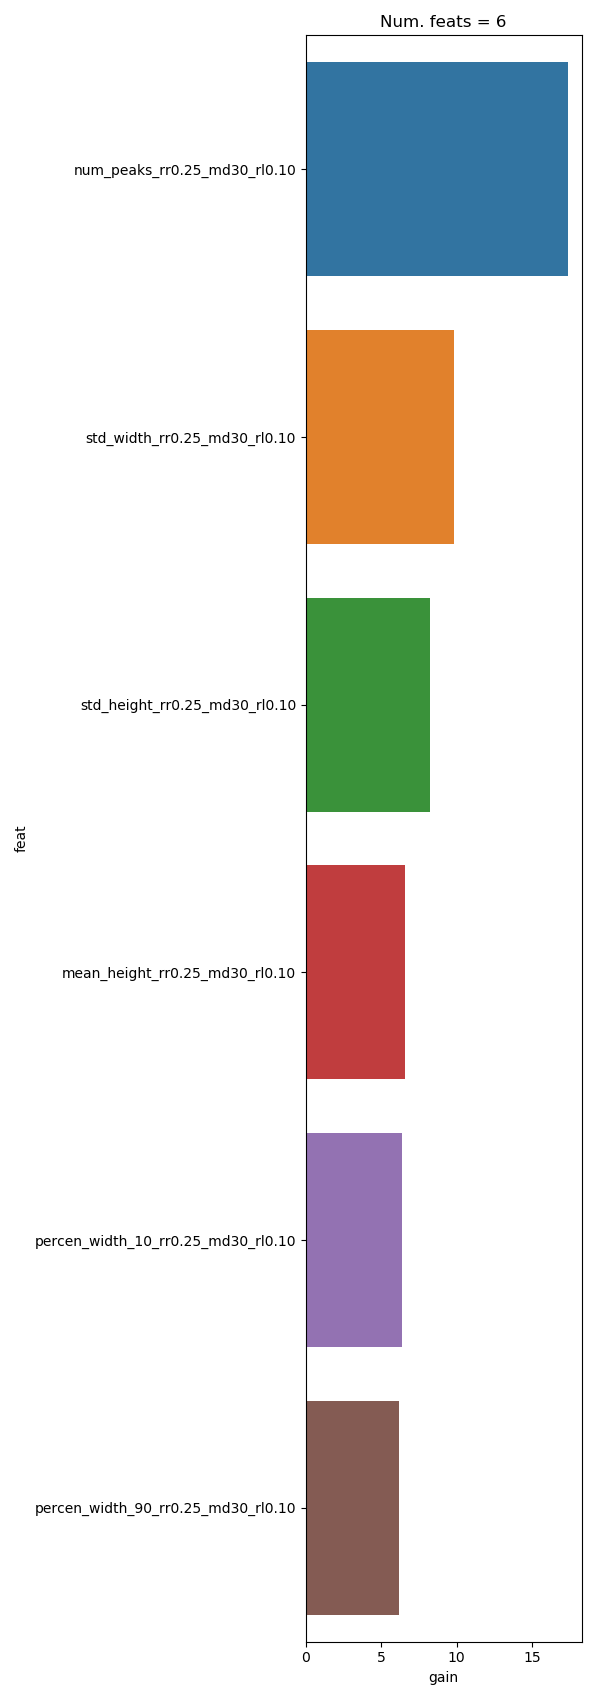 Num. feats = 6
num_peaks_rr0.25_md30_rl0.10
std_width_rr0.25_md30_rl0.10
std_height_rr0.25_md30_rl0.10
feat
mean_height_rr0.25_md30_rl0.10
percen_width_10_rr0.25_md30_rl0.10
percen_width_90_rr0.25_md30_rl0.10
0 5 10 15
gain